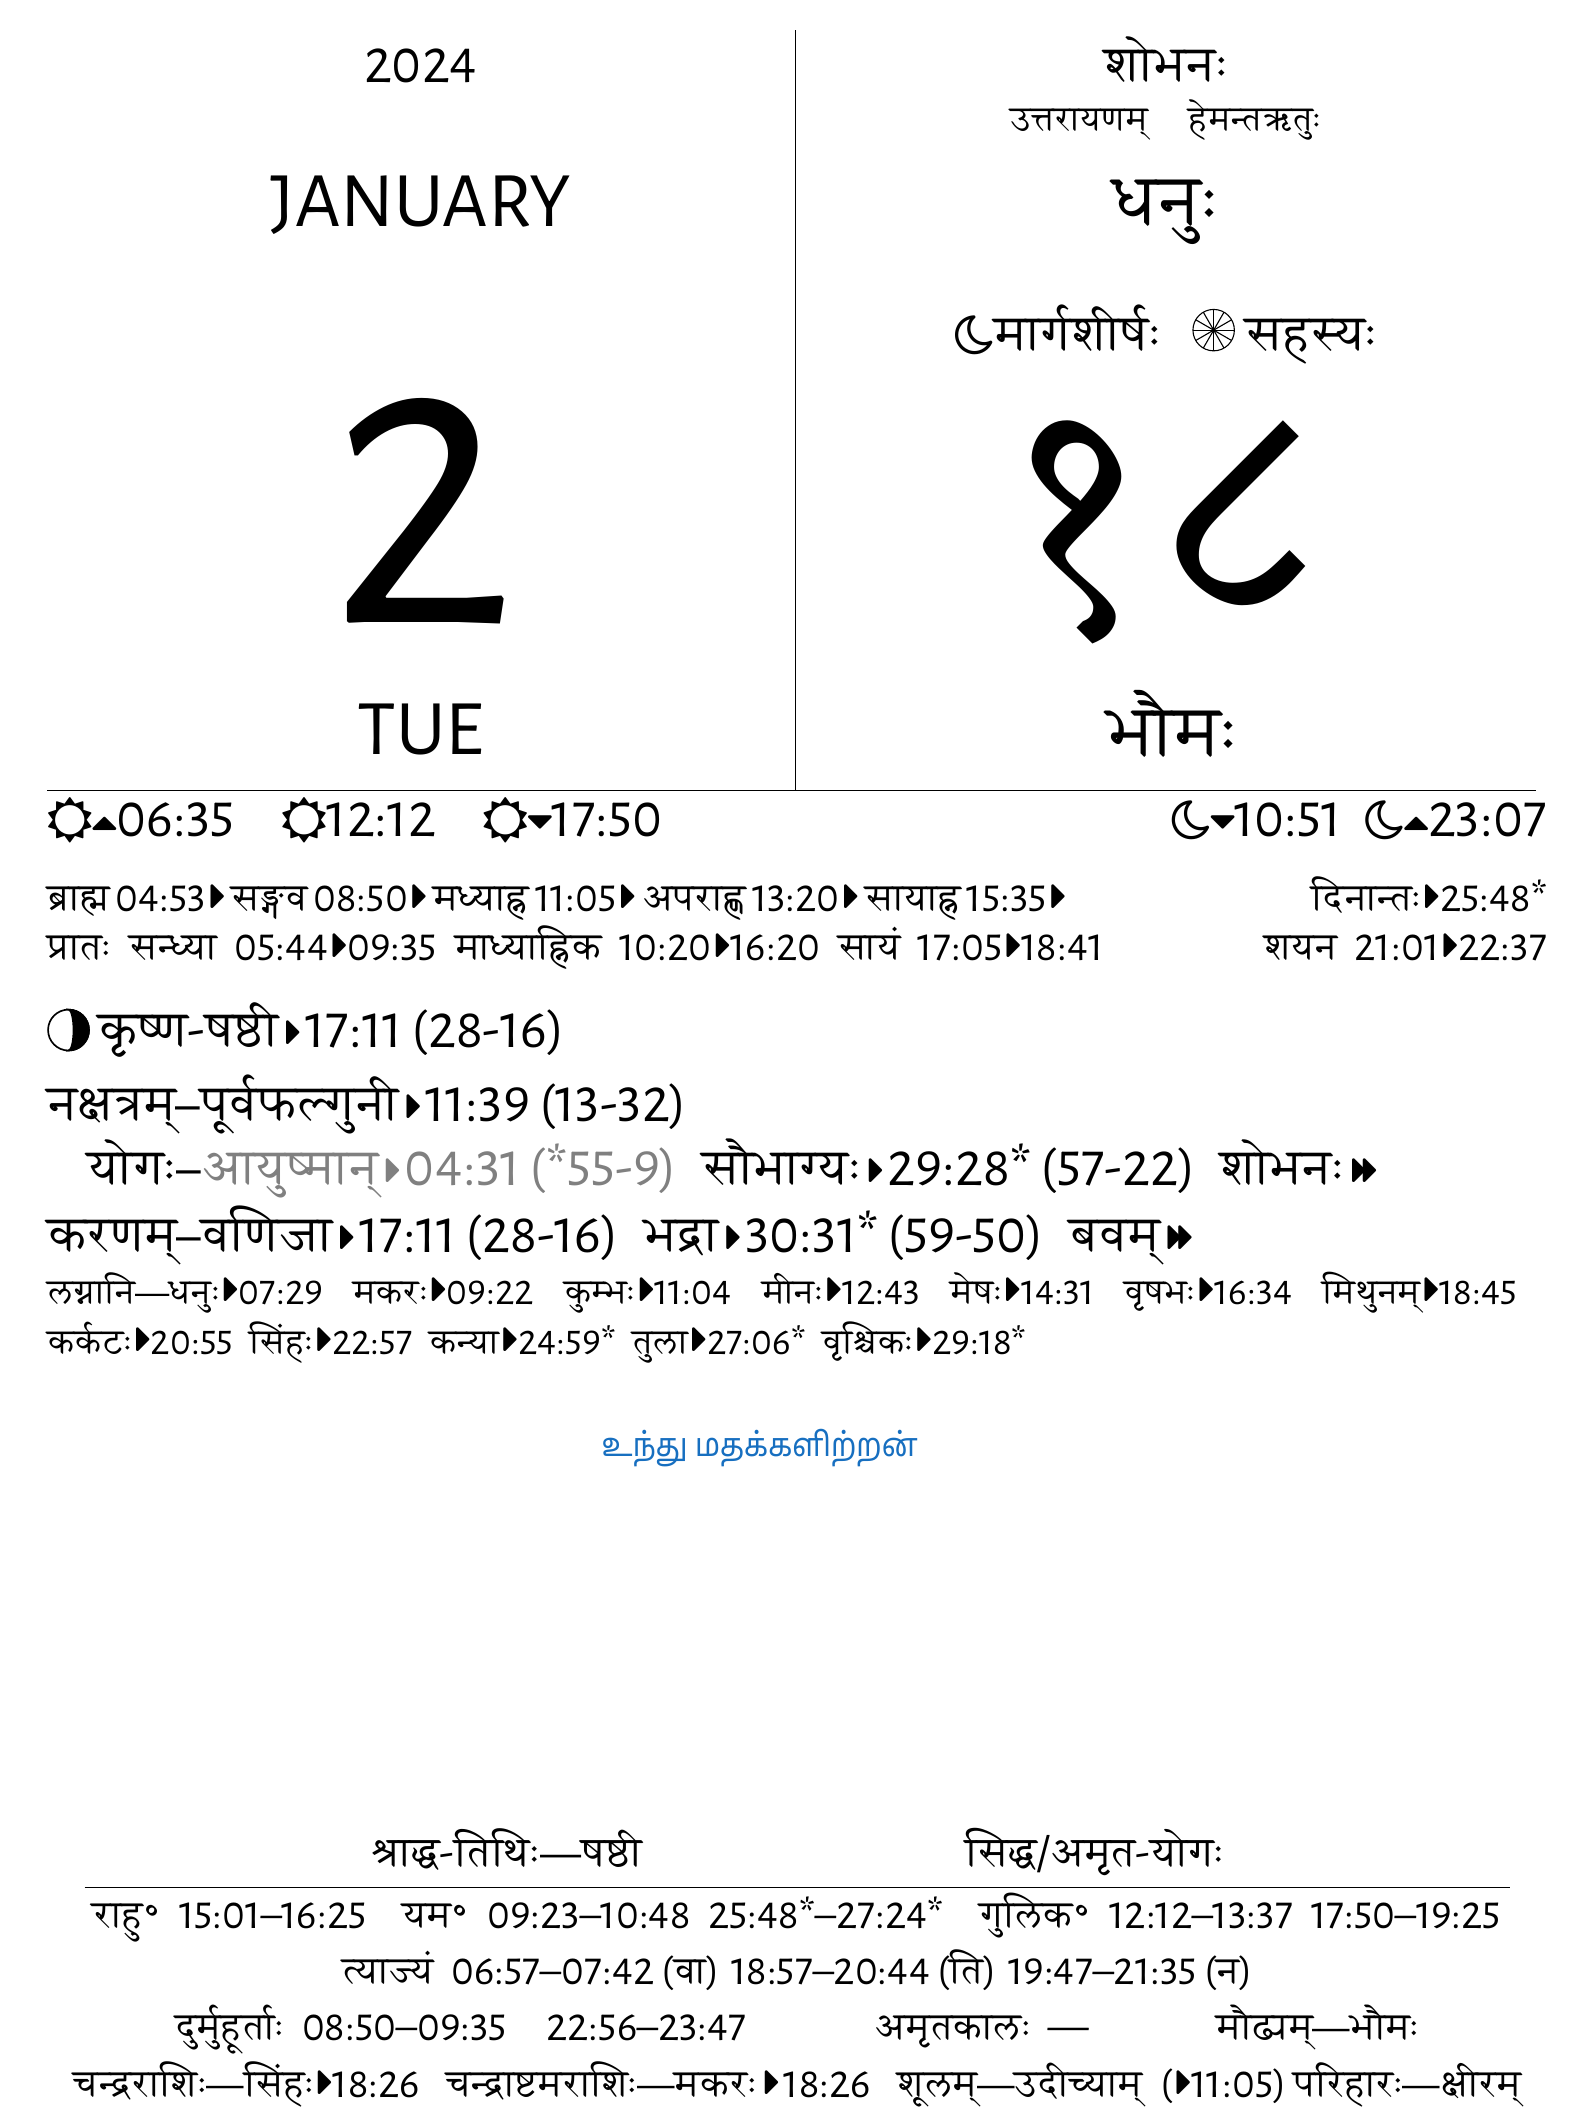 2024
JANUARY
2
TUE
शोभनः
उत्तरायणम् हेमन्तऋतुः
धनुः
मार्गशीर्षः सहस्यः
१८
भौमः
06:35 12:12 17:50 10:51 23:07
ब्राह्म 04:53 सङ्गव 08:50 मध्याह्न 11:05 अपराह्ण 13:20 सायाह्न 15:35 दिनान्तः 25:48*
प्रातः सन्ध्या 05:44 09:35 माध्याह्निक 10:20 16:20 सायं 17:05 18:41 शयन 21:01 22:37
कृष्ण-षष्ठी 17:11 (28-16)
नक्षत्रम्–पूर्वफल्गुनी 11:39 (13-32)
योगः–आयुष्मान् 04:31 (*55-9) सौभाग्यः 29:28* (57-22) शोभनः
करणम्–वणिजा 17:11 (28-16) भद्रा 30:31* (59-50) बवम्
लग्नानि—धनुः 07:29 मकरः 09:22 कुम्भः 11:04 मीनः 12:43 मेषः 14:31 वृषभः 16:34 मिथुनम् 18:45
कर्कटः 20:55 सिंहः 22:57 कन्या 24:59* तुला 27:06* वृश्चिकः 29:18*
உந்து மதக்களிற்றன்
श्राद्ध-तिथिः—षष्ठी सिद्ध/अमृत-योगः
राहु॰ 15:01–16:25 यम॰ 09:23–10:48 25:48*–27:24* गुलिक॰ 12:12–13:37 17:50–19:25
त्याज्यं 06:57–07:42 (वा) 18:57–20:44 (ति) 19:47–21:35 (न)
दुर्मुहूर्ताः 08:50–09:35 22:56–23:47 अमृतकालः — मौढ्यम्—भौमः
चन्द्रराशिः—सिंहः 18:26 चन्द्राष्टमराशिः—मकरः 18:26 शूलम्—उदीच्याम् (11:05) परिहारः—क्षीरम्